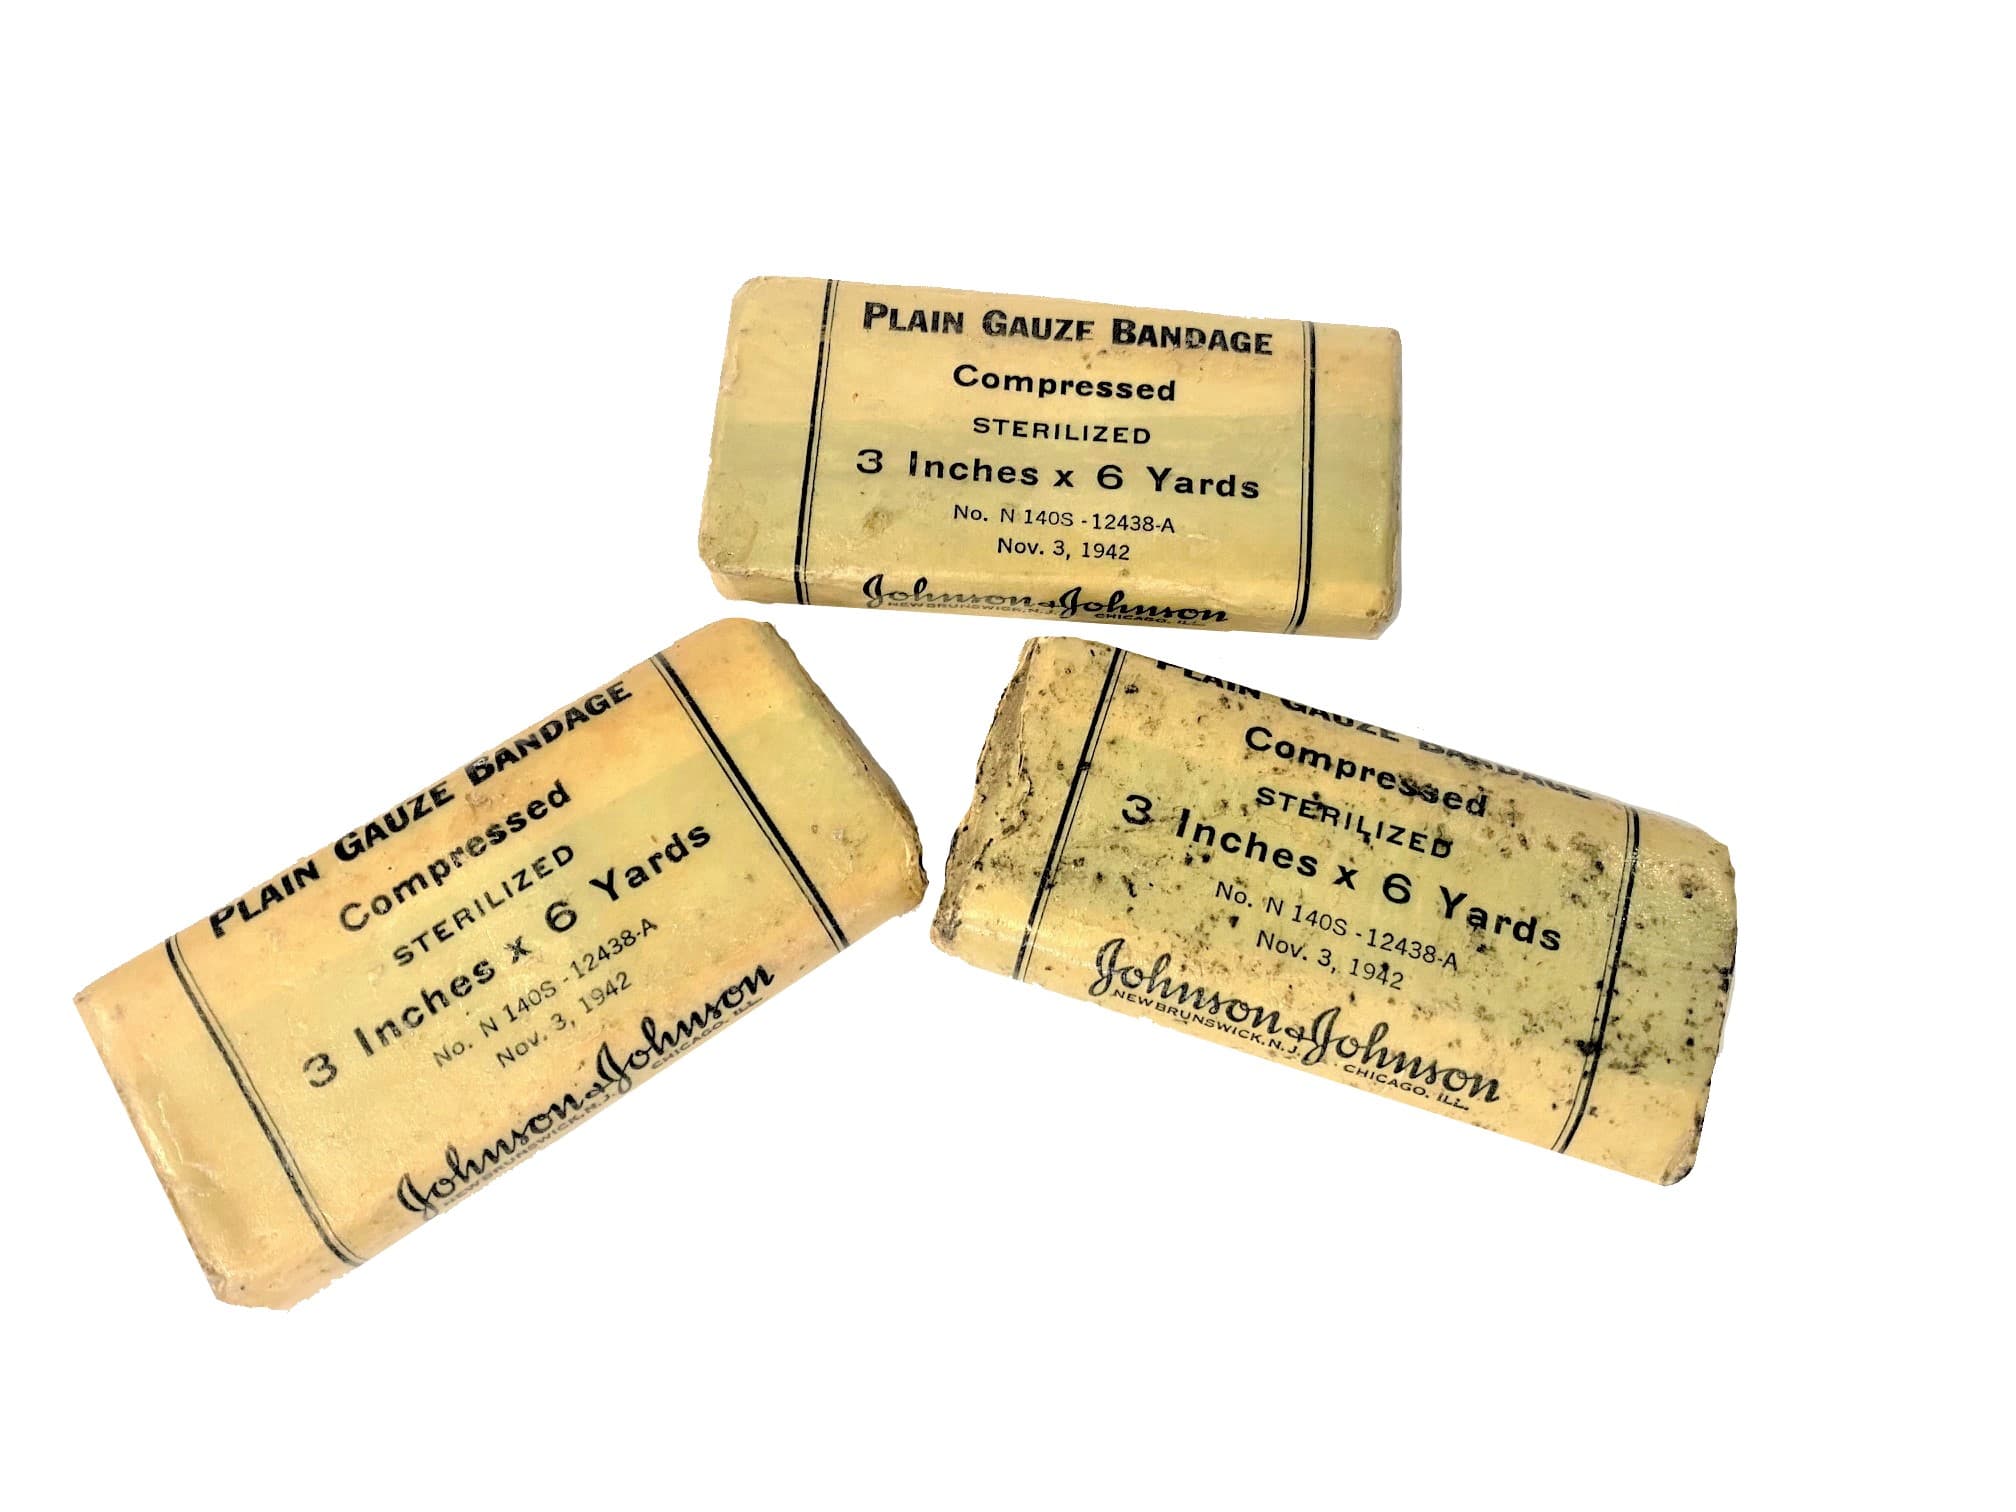 PLAIN GAUZE BANDAGE
Compressed
STERILIZED
3 Inches x 6 Yards
No. N 140S-12438-A
Nov. 3, 1942
Johnson & Johnson
NEW BRUNSWICK, N.J. CHICAGO, ILL.
PLAIN GAUZE BANDAGE
Compressed
STERILIZED
3 Inches x 6 Yards
No. N 140S-12438-A
Nov. 3, 1942
Johnson & Johnson
NEW BRUNSWICK, N.J. CHICAGO, ILL.
PLAIN GAUZE BANDAGE
Compressed
STERILIZED
3 Inches x 6 Yards
No. N 140S-12438-A
Nov. 3, 1942
Johnson & Johnson
NEW BRUNSWICK, N.J. CHICAGO, ILL.